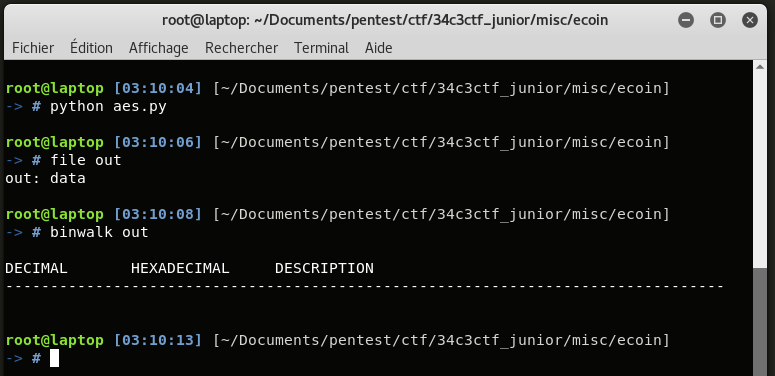 root@laptop: ~/Documents/pentest/ctf/34c3ctf_junior/misc/ecoin
Fichier Édition Affichage Rechercher Terminal Aide
root@laptop [03:10:04] [~/Documents/pentest/ctf/34c3ctf_junior/misc/ecoin]
-> # python aes.py
root@laptop [03:10:06] [~/Documents/pentest/ctf/34c3ctf_junior/misc/ecoin]
-> # file out
out: data
root@laptop [03:10:08] [~/Documents/pentest/ctf/34c3ctf_junior/misc/ecoin]
-> # binwalk out
DECIMAL       HEXADECIMAL     DESCRIPTION
--------------------------------------------------------------------------------
root@laptop [03:10:13] [~/Documents/pentest/ctf/34c3ctf_junior/misc/ecoin]
-> #